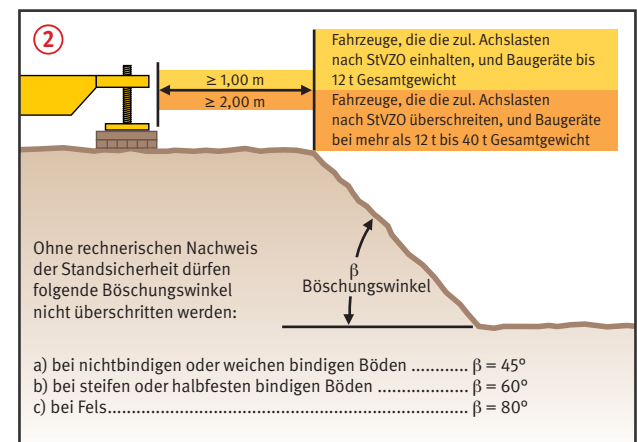 2
Fahrzeuge, die die zul. Achslasten
nach StVZO einhalten, und Baugeräte bis
12 t Gesamtgewicht
≥ 1,00 m
≥ 2,00 m
Fahrzeuge, die die zul. Achslasten
nach StVZO überschreiten, und Baugeräte
bei mehr als 12 t bis 40 t Gesamtgewicht
Ohne rechnerischen Nachweis
der Standsicherheit dürfen
folgende Böschungswinkel
nicht überschritten werden:
β
Böschungswinkel
a) bei nichtbindigen oder weichen bindigen Böden ............ β = 45°
b) bei steifen oder halbfesten bindigen Böden ................... β = 60°
c) bei Fels........................................................................ β = 80°